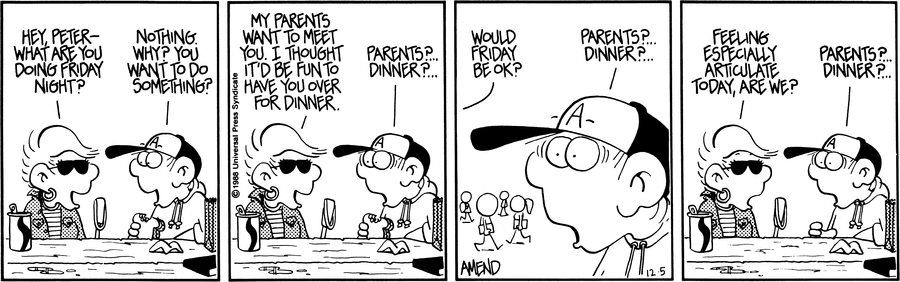 HEY, PETER—
WHAT ARE YOU
DOING FRIDAY
NIGHT?
NOTHING.
WHY? YOU
WANT TO DO
SOMETHING?
A
©1988 Universal Press Syndicate
MY PARENTS
WANT TO MEET
YOU. I THOUGHT
IT'D BE FUN TO
HAVE YOU OVER
FOR DINNER.
PARENTS?...
DINNER?...
A
WOULD
FRIDAY
BE OK?
PARENTS?...
DINNER?...
-A-
AMEND
12.5
FEELING
ESPECIALLY
ARTICULATE
TODAY, ARE WE?
PARENTS?...
DINNER?...
A